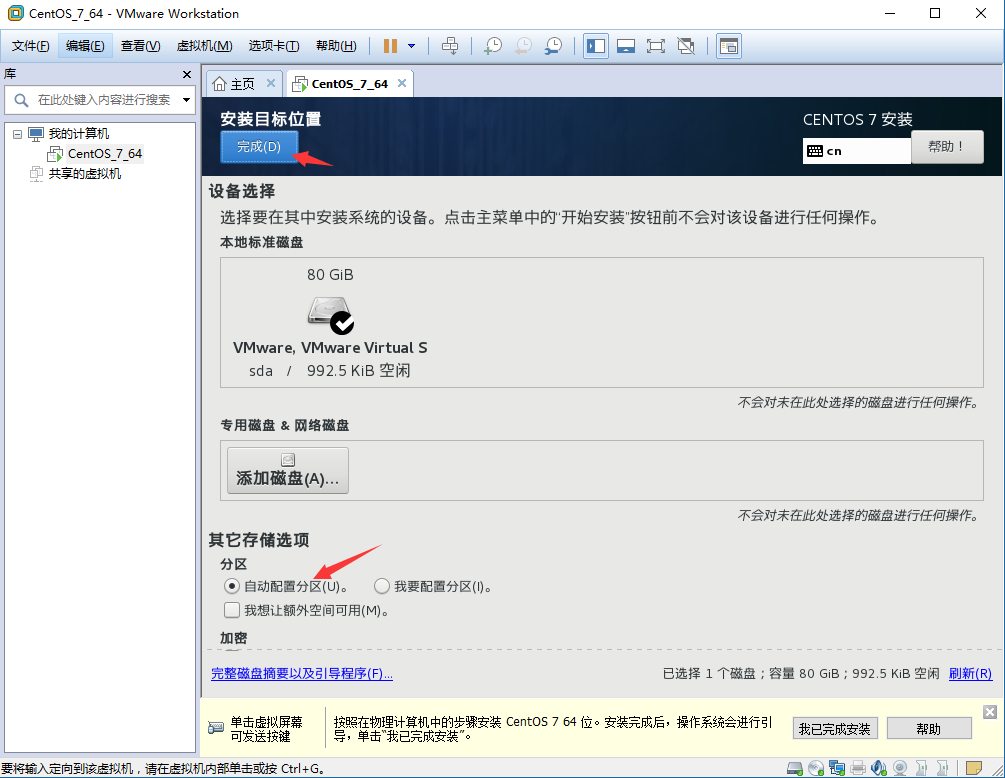 CentOS_7_64 - VMware Workstation
文件(F) 编辑(E) 查看(V) 虚拟机(M) 选项卡(T) 帮助(H)
库
在此处键入内容进行搜索
我的计算机
CentOS_7_64
共享的虚拟机
主页 CentOS_7_64
安装目标位置
完成(D)
CENTOS 7 安装
cn
帮助！
设备选择
选择要在其中安装系统的设备。点击主菜单中的“开始安装”按钮前不会对该设备进行任何操作。
本地标准磁盘
80 GiB
VMware, VMware Virtual S
sda / 992.5 KiB 空闲
不会对未在此处选择的磁盘进行任何操作。
专用磁盘 & 网络磁盘
添加磁盘(A)...
不会对未在此处选择的磁盘进行任何操作。
其它存储选项
分区
自动配置分区(U)。 我要配置分区(I)。
我想让额外空间可用(M)。
加密
完整磁盘摘要以及引导程序(F)...
已选择 1 个磁盘；容量 80 GiB；992.5 KiB 空闲 刷新(R)
单击虚拟屏幕
可发送按键
按照在物理计算机中的步骤安装 CentOS 7 64 位。安装完成后，操作系统会进行引
导，单击“我已完成安装”。
我已完成安装
帮助
要将输入定向到该虚拟机，请在虚拟机内部单击或按 Ctrl+G。